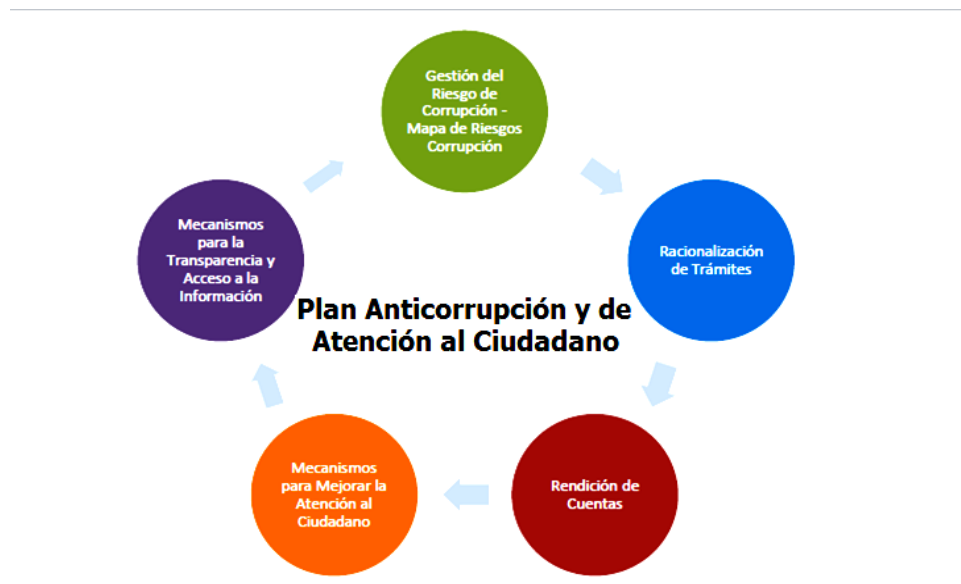 Gestión del
Riesgo de
Corrupción -
Mapa de Riesgos
Corrupción
Racionalización
de Trámites
Rendición de
Cuentas
Mecanismos
para Mejorar la
Atención al
Ciudadano
Mecanismos
para la
Transparencia y
Acceso a la
Información
Plan Anticorrupción y de
Atención al Ciudadano